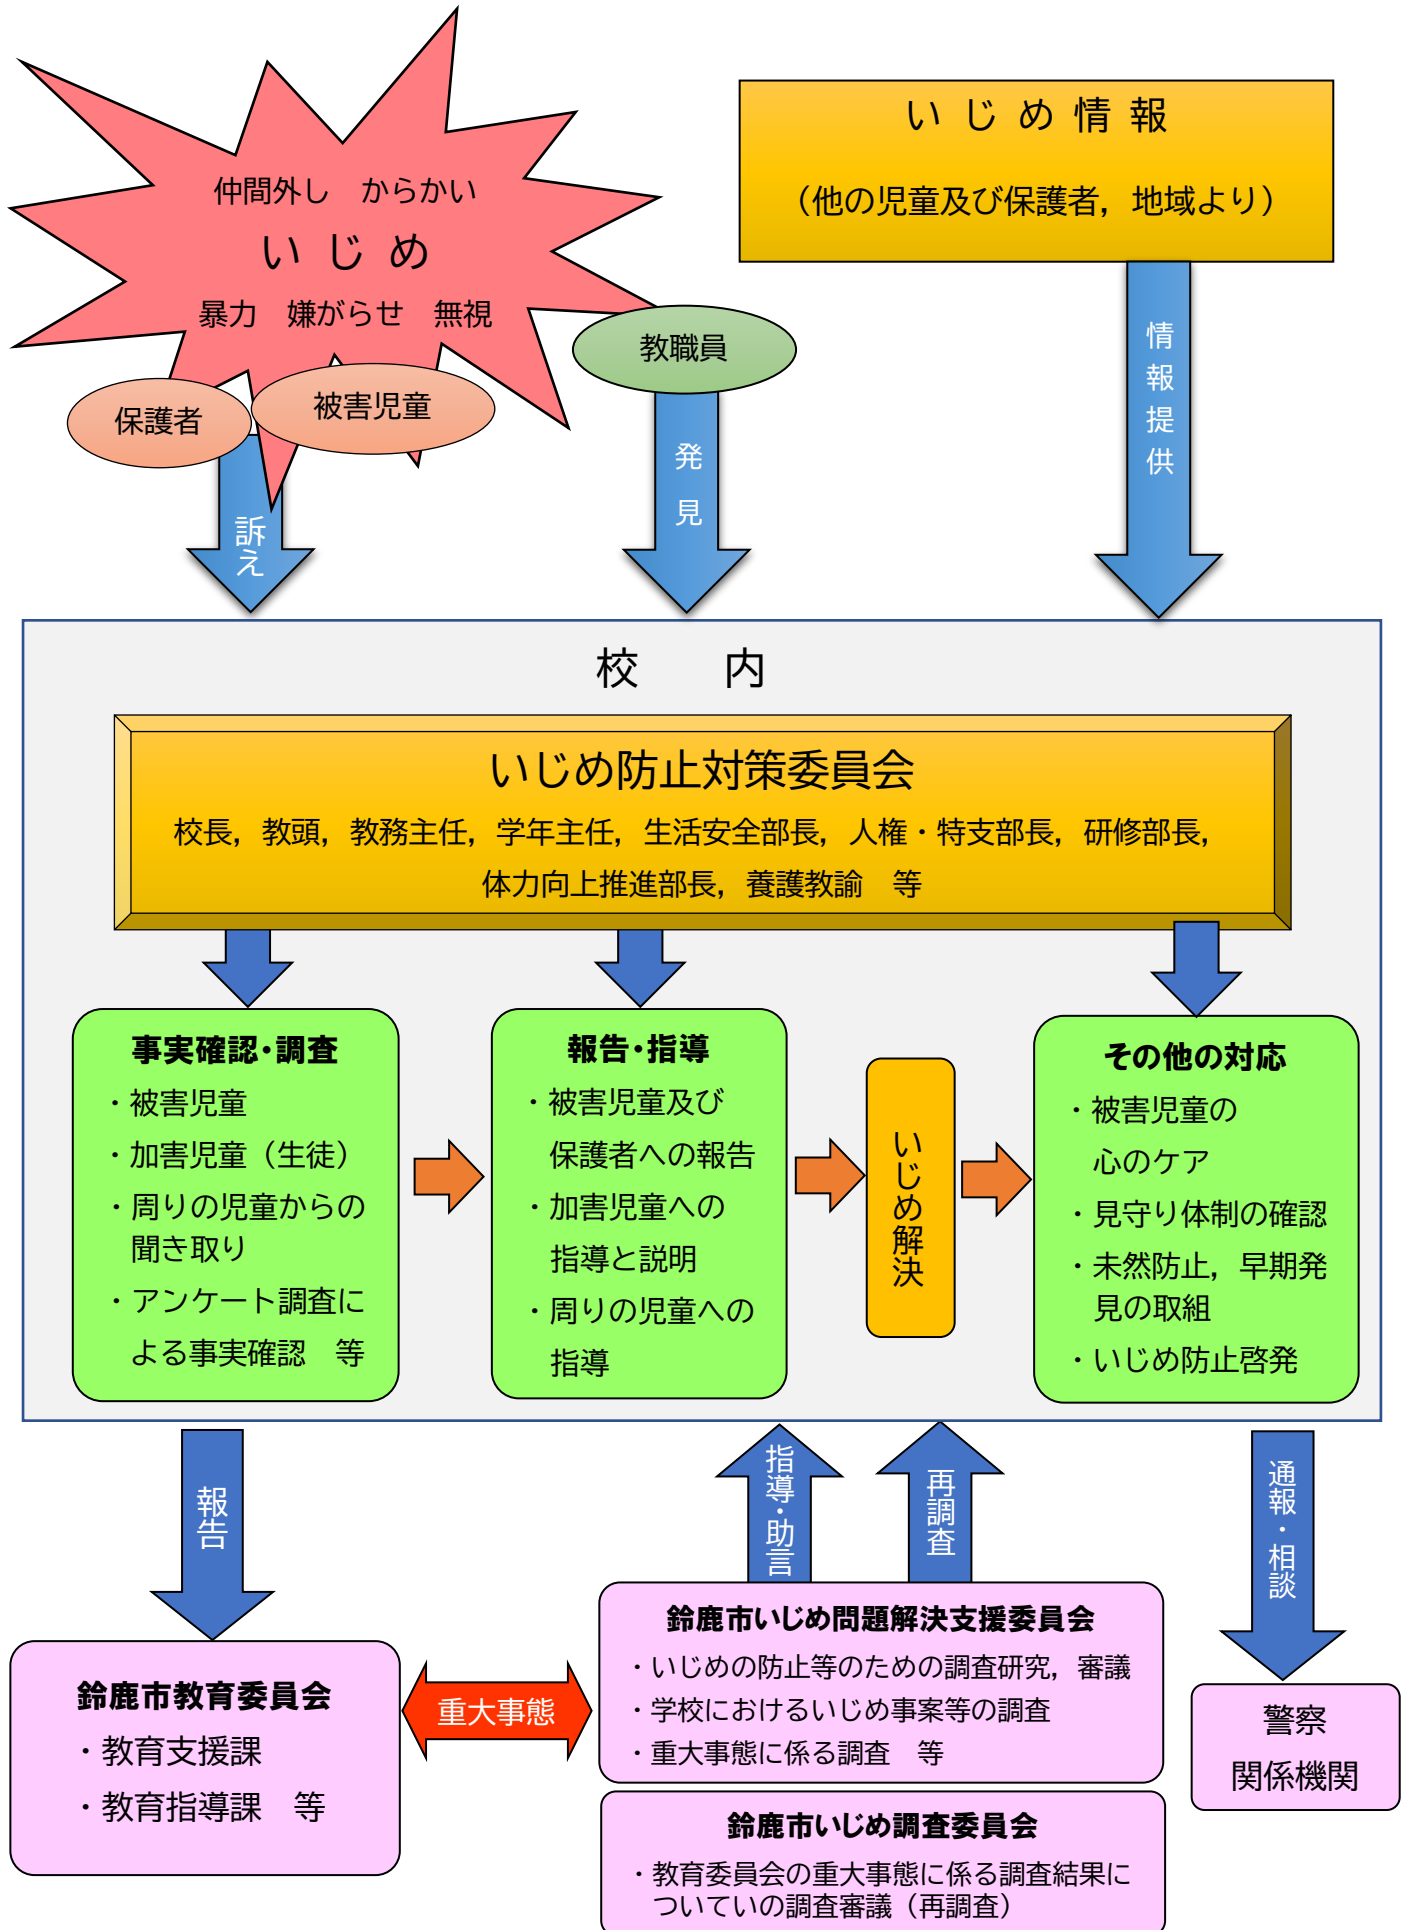 仲間外し　からかい
い じ め
暴力　嫌がらせ　無視
保護者
被害児童
教職員
い じ め 情 報
（他の児童及び保護者，地域より）
訴え
発見
情報提供
校　　内
いじめ防止対策委員会
校長，教頭，教務主任，学年主任，生活安全部長，人権・特支部長，研修部長，
体力向上推進部長，養護教諭　等
事実確認・調査
・被害児童
・加害児童（生徒）
・周りの児童からの
聞き取り
・アンケート調査に
よる事実確認　等
報告・指導
・被害児童及び
保護者への報告
・加害児童への
指導と説明
・周りの児童への
指導
いじめ解決
その他の対応
・被害児童の
心のケア
・見守り体制の確認
・未然防止，早期発
見の取組
・いじめ防止啓発
報告
指導・助言
再調査
通報・相談
鈴鹿市教育委員会
・教育支援課
・教育指導課　等
重大事態
鈴鹿市いじめ問題解決支援委員会
・いじめの防止等のための調査研究，審議
・学校におけるいじめ事案等の調査
・重大事態に係る調査　等
鈴鹿市いじめ調査委員会
・教育委員会の重大事態に係る調査結果に
ついていの調査審議（再調査）
警察
関係機関